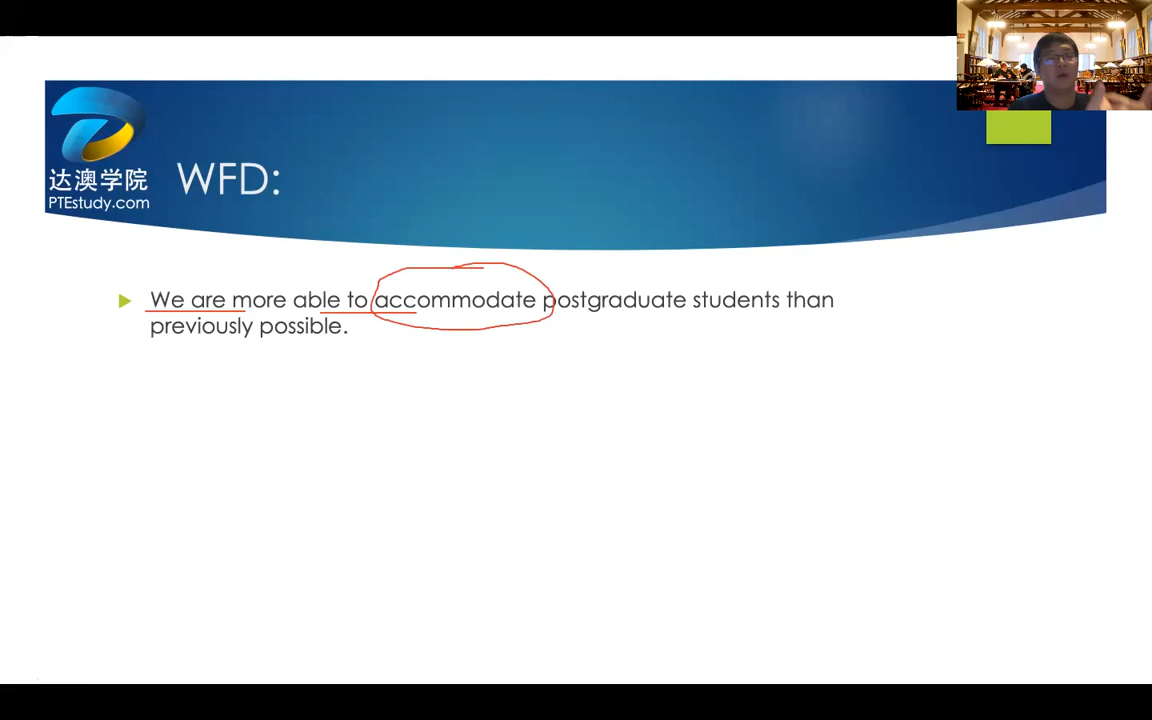 达澳学院
PTEstudy.com
WFD:
We are more able to accommodate postgraduate students than
previously possible.